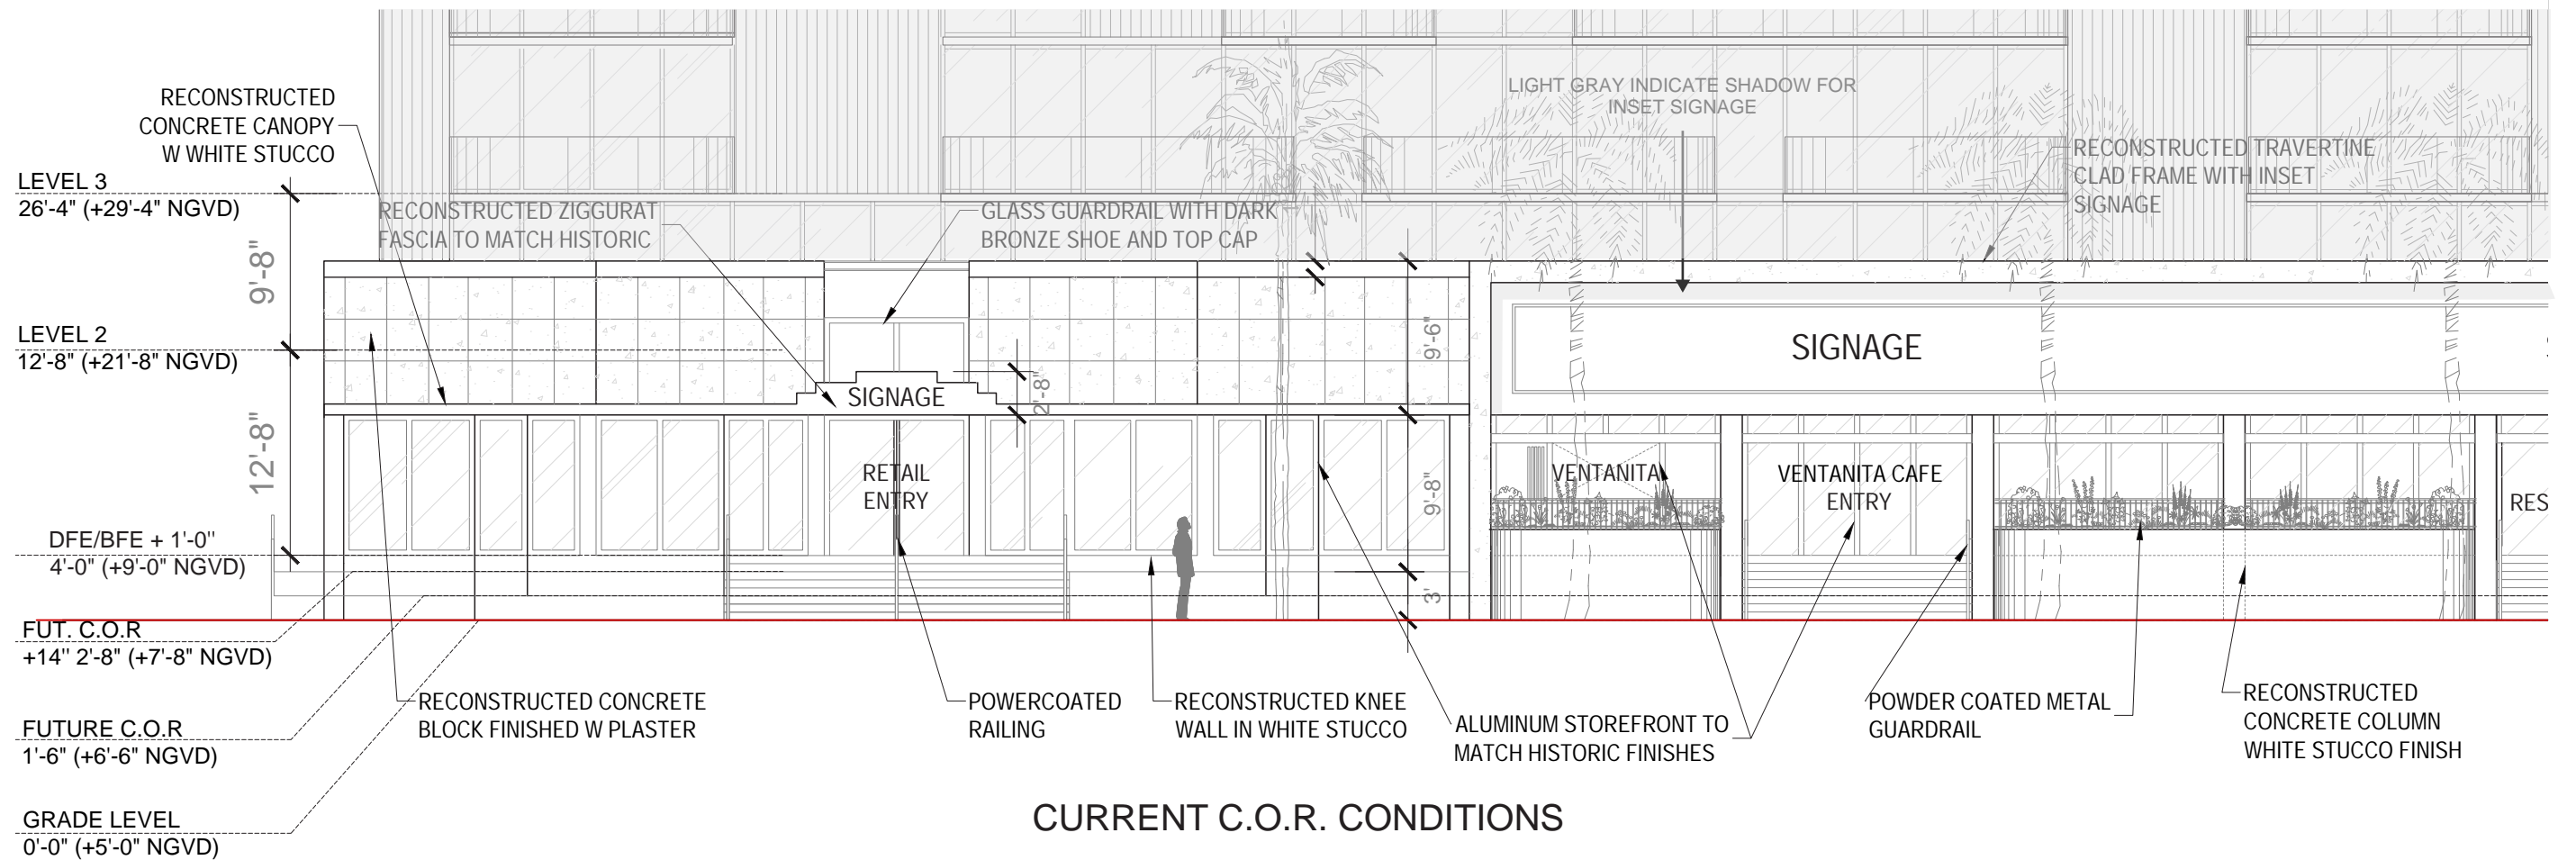 RECONSTRUCTED
CONCRETE CANOPY
W WHITE STUCCO
LIGHT GRAY INDICATE SHADOW FOR
INSET SIGNAGE
RECONSTRUCTED TRAVERTINE
CLAD FRAME WITH INSET
SIGNAGE
LEVEL 3
26'-4" (+29'-4" NGVD)
RECONSTRUCTED ZIGGURAT
FASCIA TO MATCH HISTORIC
GLASS GUARDRAIL WITH DARK
BRONZE SHOE AND TOP CAP
9'-8"
LEVEL 2
12'-8" (+21'-8" NGVD)
9'-6"
SIGNAGE
2'-8"
SIGNAGE
12'-8"
RETAIL
ENTRY
9'-8"
VENTANITA
VENTANITA CAFE
ENTRY
RES
DFE/BFE + 1'-0"
4'-0" (+9'-0" NGVD)
3'
FUT. C.O.R
+14" 2'-8" (+7'-8" NGVD)
RECONSTRUCTED CONCRETE
BLOCK FINISHED W PLASTER
POWERCOATED
RAILING
RECONSTRUCTED KNEE
WALL IN WHITE STUCCO
ALUMINUM STOREFRONT TO
MATCH HISTORIC FINISHES
POWDER COATED METAL
GUARDRAIL
RECONSTRUCTED
CONCRETE COLUMN
WHITE STUCCO FINISH
FUTURE C.O.R
1'-6" (+6'-6" NGVD)
GRADE LEVEL
0'-0" (+5'-0" NGVD)
CURRENT C.O.R. CONDITIONS